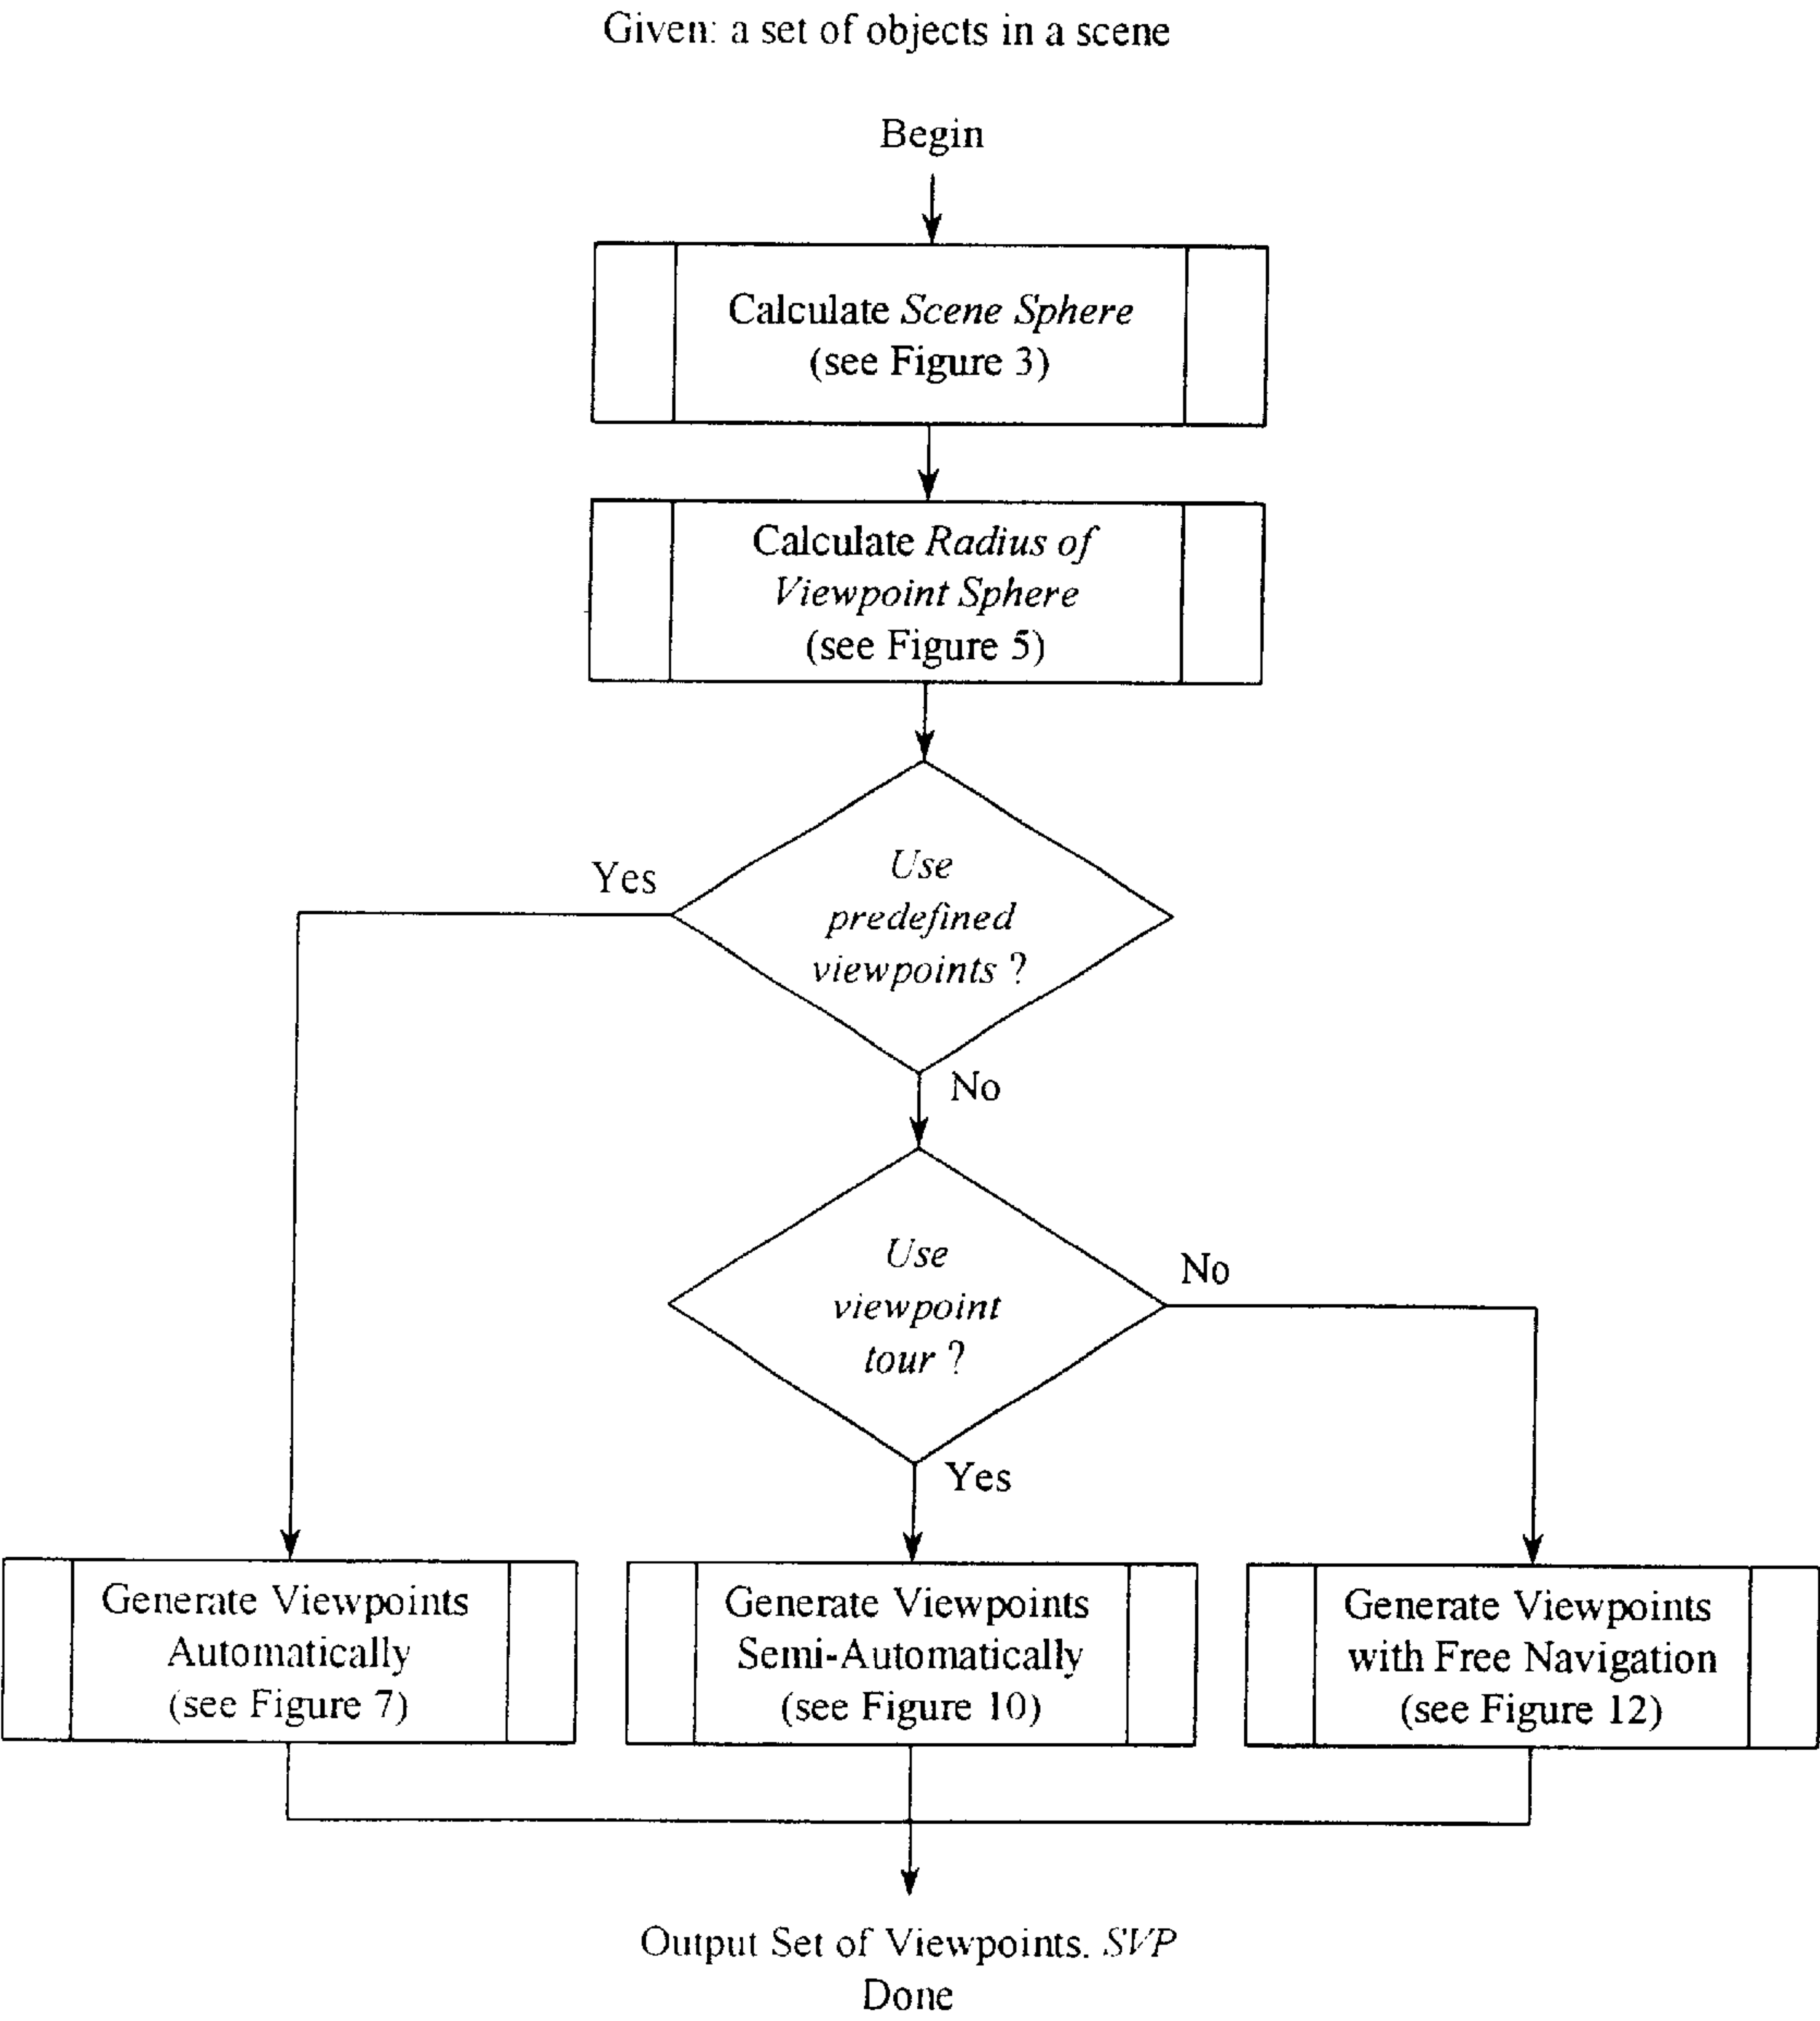 Given: a set of objects in a scene
Begin
Calculate Scene Sphere
(see Figure 3)
Calculate Radius of
Viewpoint Sphere
(see Figure 5)
Use
predefined
viewpoints ?
Yes
No
Use
viewpoint
tour ?
No
Yes
Generate Viewpoints
Automatically
(see Figure 7)
Generate Viewpoints
Semi-Automatically
(see Figure 10)
Generate Viewpoints
with Free Navigation
(see Figure 12)
Output Set of Viewpoints. SVP
Done